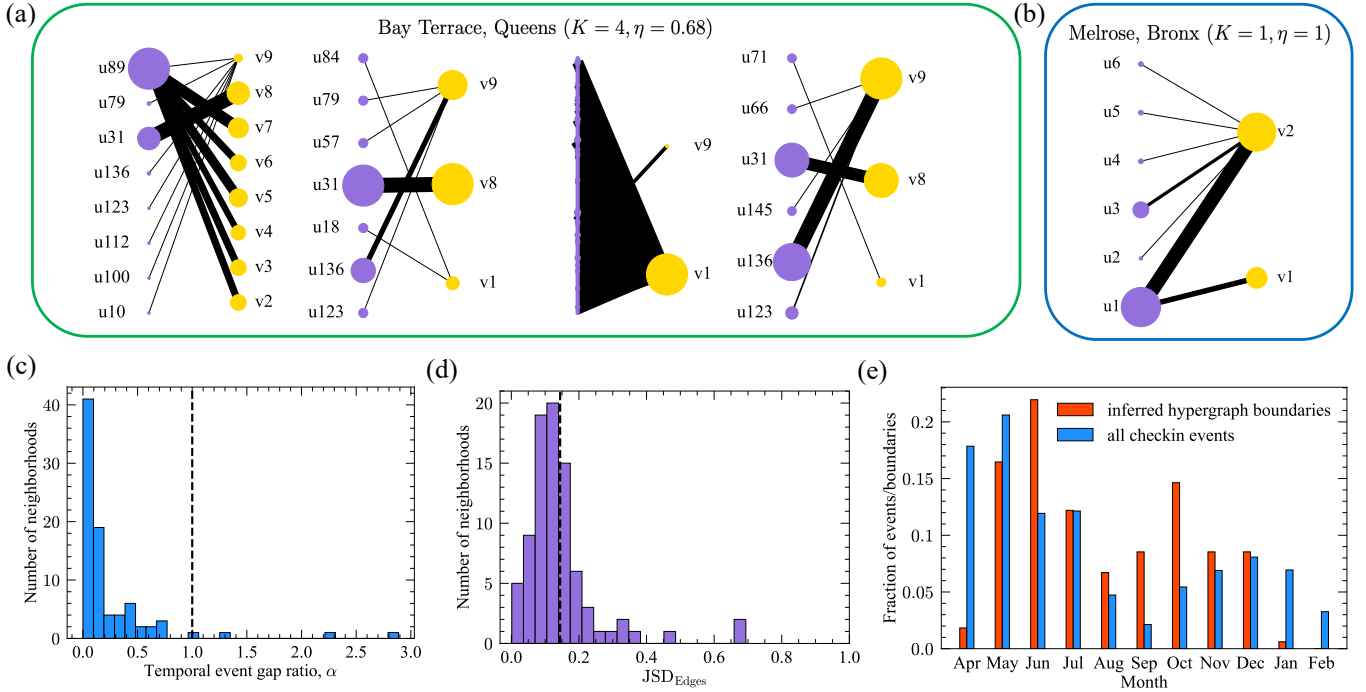 (a)
Bay Terrace, Queens (K = 4, η = 0.68)
u89
u79
u31
u136
u123
u112
u100
u10
v9
v8
v7
v6
v5
v4
v3
v2
u84
u79
u57
u31
u18
u136
u123
v9
v8
v1
v9
v1
u71
u66
u31
u145
u136
u123
v9
v8
v1
(b)
Melrose, Bronx (K = 1, η = 1)
u6
u5
u4
u3
u2
u1
v2
v1
(c)
Number of neighborhoods
40
20
0
0.0 0.5 1.0 1.5 2.0 2.5 3.0
Temporal event gap ratio, α
(d)
Number of neighborhoods
20
15
10
5
0
0.0 0.2 0.4 0.6 0.8 1.0
JSD_Edges
(e)
Fraction of events/boundaries
0.2
0.15
0.1
0.05
0
inferred hypergraph boundaries
all checkin events
Apr May Jun Jul Aug Sep Oct Nov Dec Jan Feb
Month